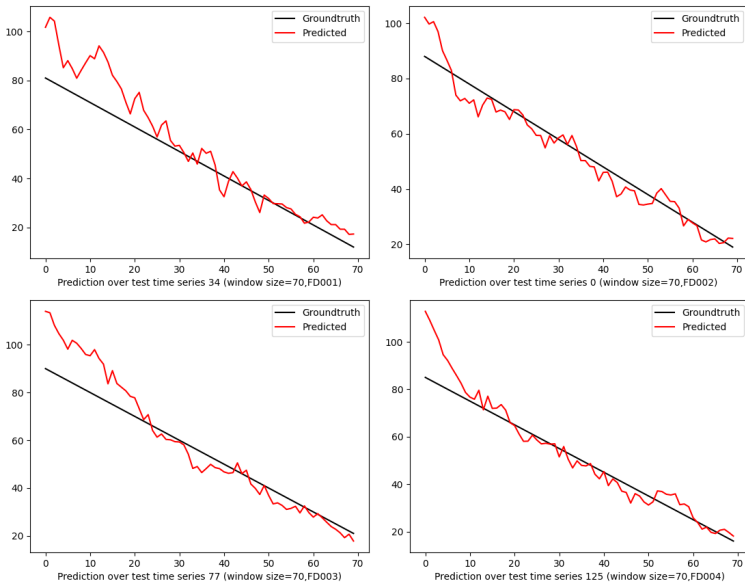 Groundtruth
Predicted
100
80
60
40
20
0 10 20 30 40 50 60 70
Prediction over test time series 34 (window size=70,FD001)
Groundtruth
Predicted
100
80
60
40
20
0 10 20 30 40 50 60 70
Prediction over test time series 0 (window size=70,FD002)
Groundtruth
Predicted
100
80
60
40
20
0 10 20 30 40 50 60 70
Prediction over test time series 77 (window size=70,FD003)
Groundtruth
Predicted
100
80
60
40
20
0 10 20 30 40 50 60 70
Prediction over test time series 125 (window size=70,FD004)